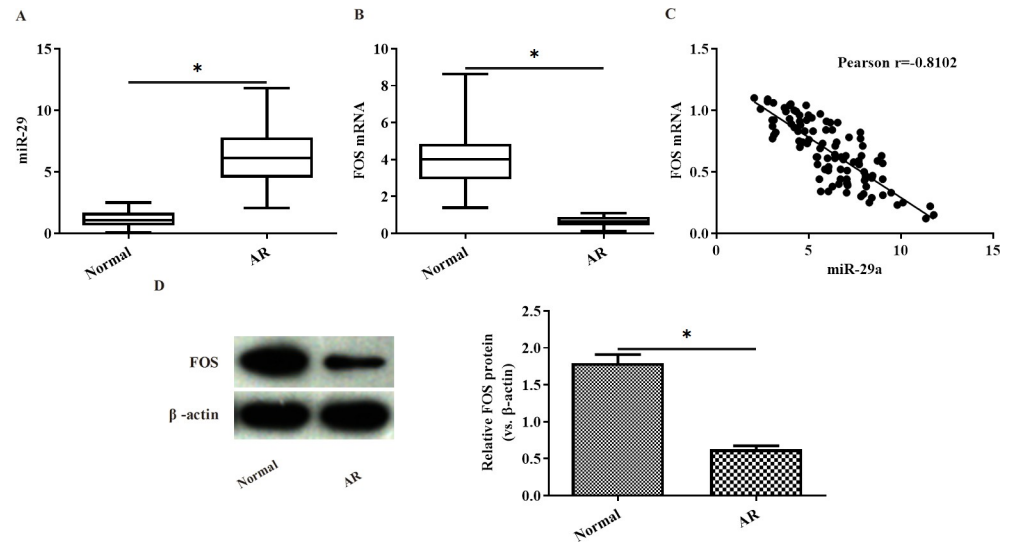 A
miR-29
15
10
5
0
*
Normal
AR
B
FOS mRNA
10
8
6
4
2
0
*
Normal
AR
C
FOS mRNA
1.5
1.0
0.5
0.0
Pearson r=-0.8102
0
5
10
15
miR-29a
D
FOS
β -actin
Normal
AR
Relative FOS protein
(vs. β-actin)
2.5
2.0
1.5
1.0
0.5
0.0
*
Normal
AR